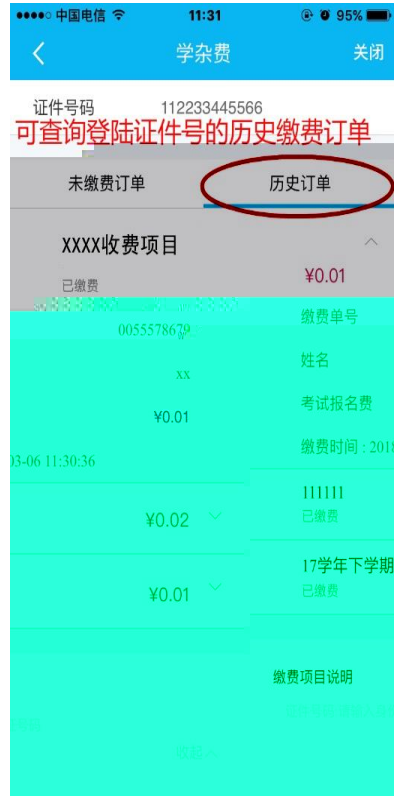 中国电信 11:31 95%
学杂费 关闭
证件号码 112233445566
可查询登陆证件号的历史缴费订单
未缴费订单 历史订单
XXXX收费项目
¥0.01
已缴费
缴费单号
0055578679
姓名
xx
考试报名费
¥0.01
缴费时间 : 2018
03-06 11:30:36
111111
已缴费
¥0.02
17学年下学期
已缴费
¥0.01
缴费项目说明
收起